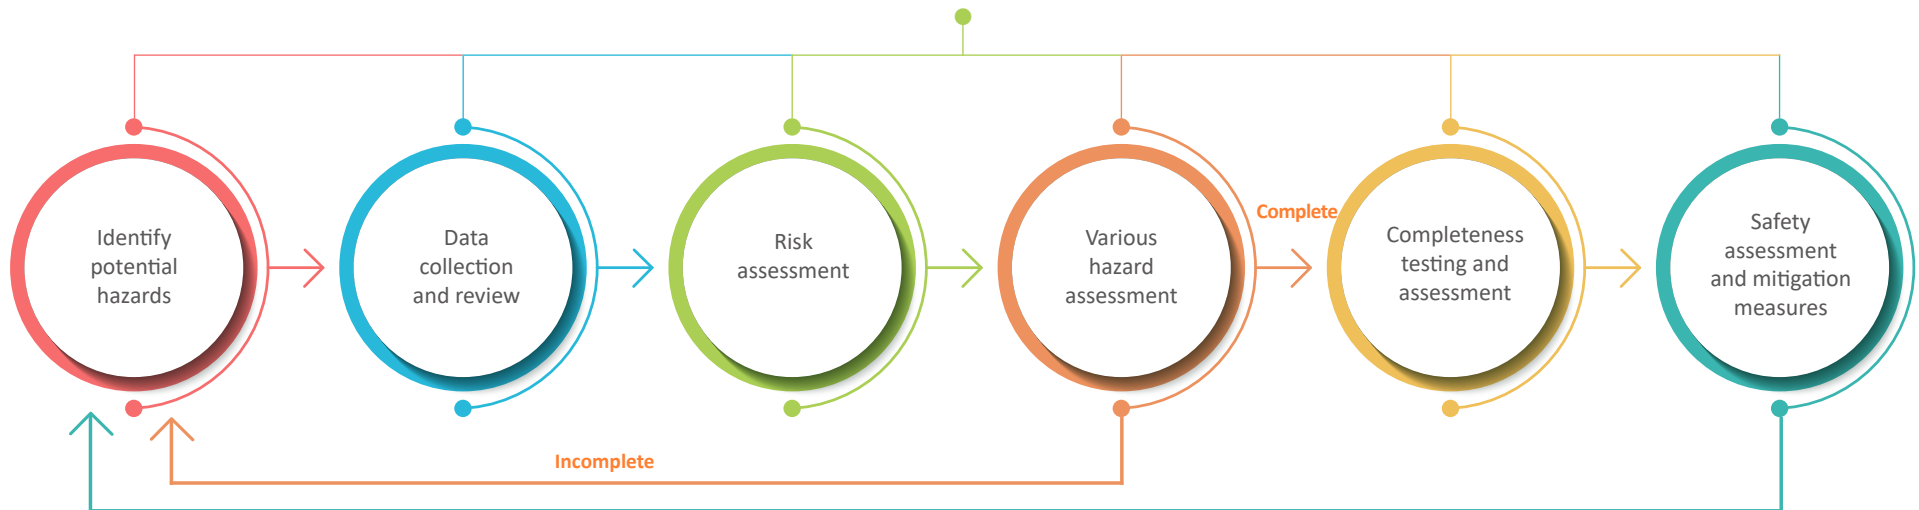 Identify
potential
hazards
Data
collection
and review
Risk
assessment
Various
hazard
assessment
Complete
Completeness
testing and
assessment
Safety
assessment
and mitigation
measures
Incomplete